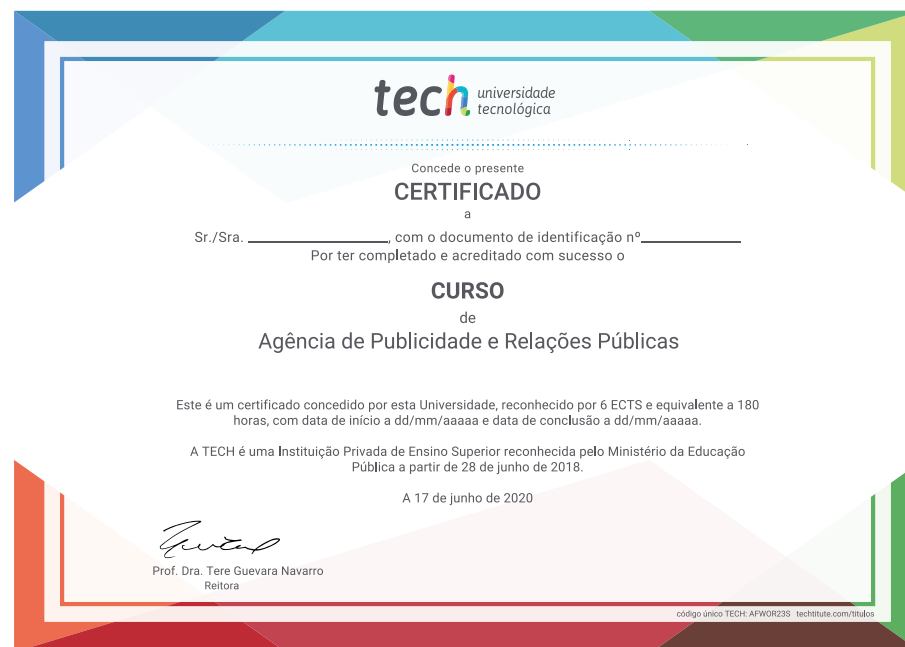 tech universidade
tecnológica
Concede o presente
CERTIFICADO
a
Sr./Sra. ____________, com o documento de identificação nº__________
Por ter completado e acreditado com sucesso o
CURSO
de
Agência de Publicidade e Relações Públicas
Este é um certificado concedido por esta Universidade, reconhecido por 6 ECTS e equivalente a 180
horas, com data de início a dd/mm/aaaaa e data de conclusão a dd/mm/aaaaa.
A TECH é uma Instituição Privada de Ensino Superior reconhecida pelo Ministério da Educação
Pública a partir de 28 de junho de 2018.
A 17 de junho de 2020
Prof. Dra. Tere Guevara Navarro
Reitora
código único TECH: AFWOR23S techtitute.com/titulos